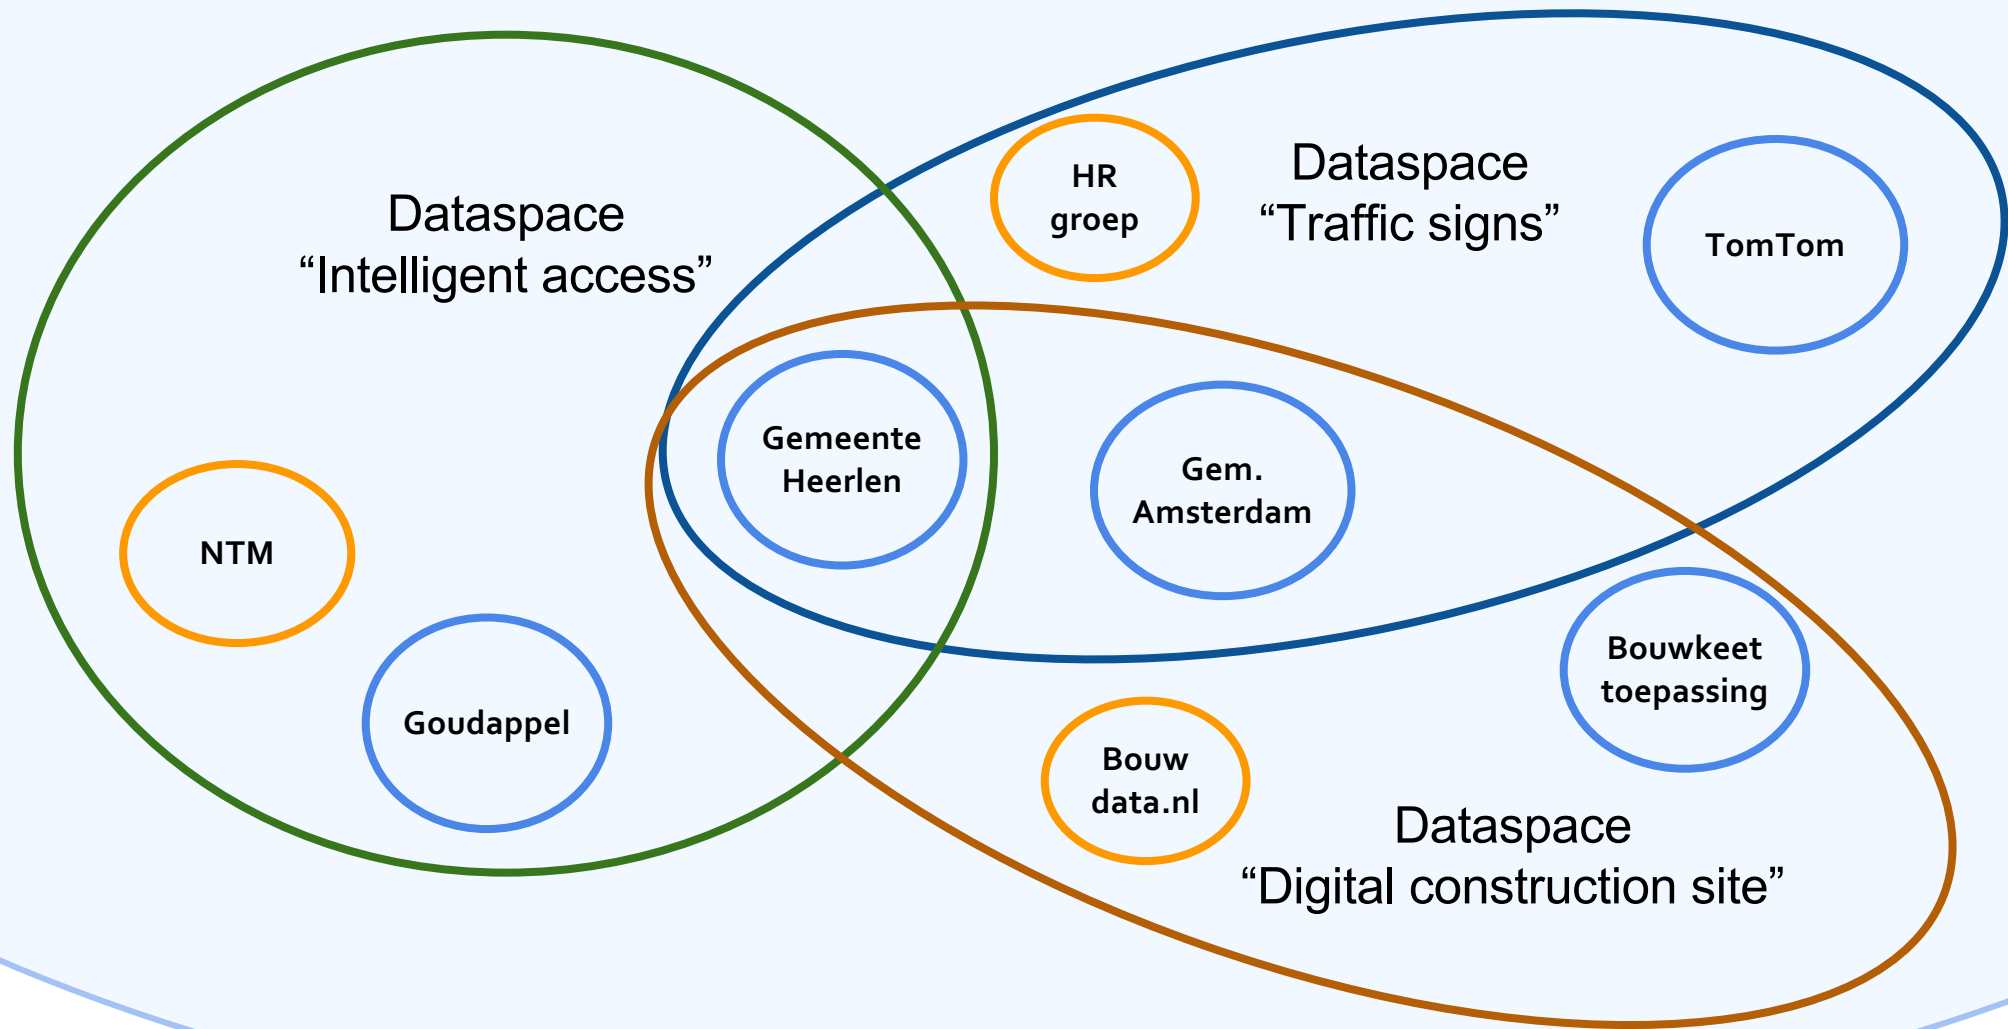 Dataspace
“Intelligent access”
HR
groep
Dataspace
“Traffic signs”
TomTom
Gemeente
Heerlen
Gem.
Amsterdam
NTM
Goudappel
Bouwkeet
toepassing
Bouw
data.nl
Dataspace
“Digital construction site”